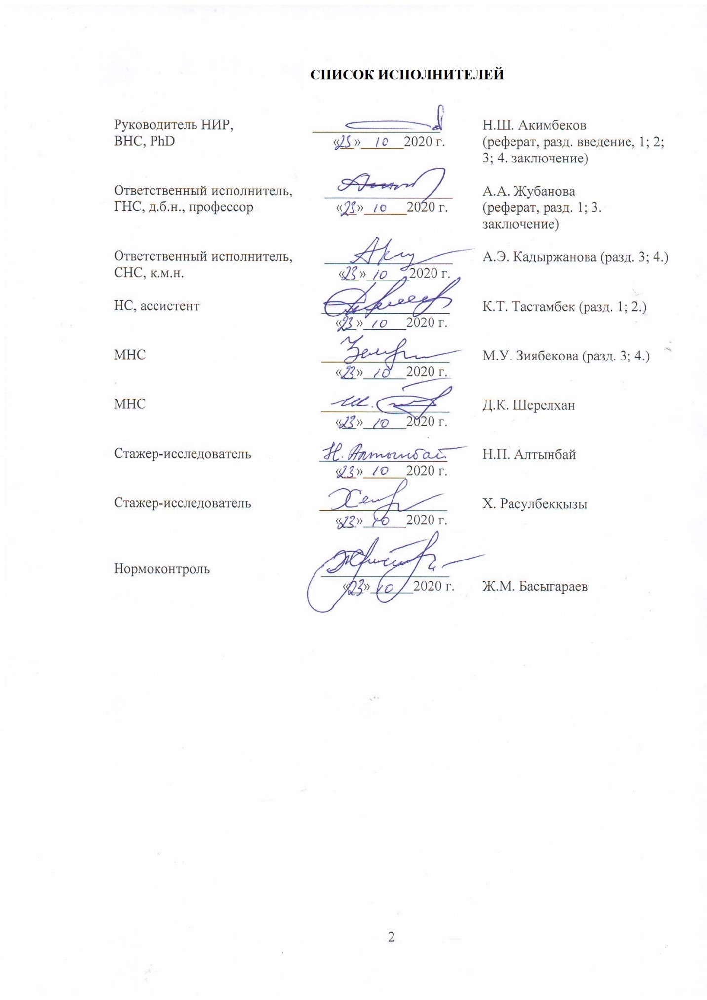 СПИСОК ИСПОЛНИТЕЛЕЙ
Руководитель НИР,
ВНС, PhD
«23» 10 2020 г.
Н.Ш. Акимбеков
(реферат, разд. введение, 1; 2;
3; 4. заключение)
Ответственный исполнитель,
ГНС, д.б.н., профессор
«23» 10 2020 г.
А.А. Жубанова
(реферат, разд. 1; 3.
заключение)
Ответственный исполнитель,
СНС, к.м.н.
«23» 10 2020 г.
А.Э. Кадыржанова (разд. 3; 4.)
НС, ассистент
«23» 10 2020 г.
К.Т. Тастамбек (разд. 1; 2.)
МНС
«23» 10 2020 г.
М.У. Зиябекова (разд. 3; 4.)
МНС
«23» 10 2020 г.
Д.К. Шерелхан
Стажер-исследователь
Н. Алтынбай
«23» 10 2020 г.
Н.П. Алтынбай
Стажер-исследователь
«23» 10 2020 г.
Х. Расулбекқызы
Нормоконтроль
«23» 10 2020 г.
Ж.М. Басыгараев
2